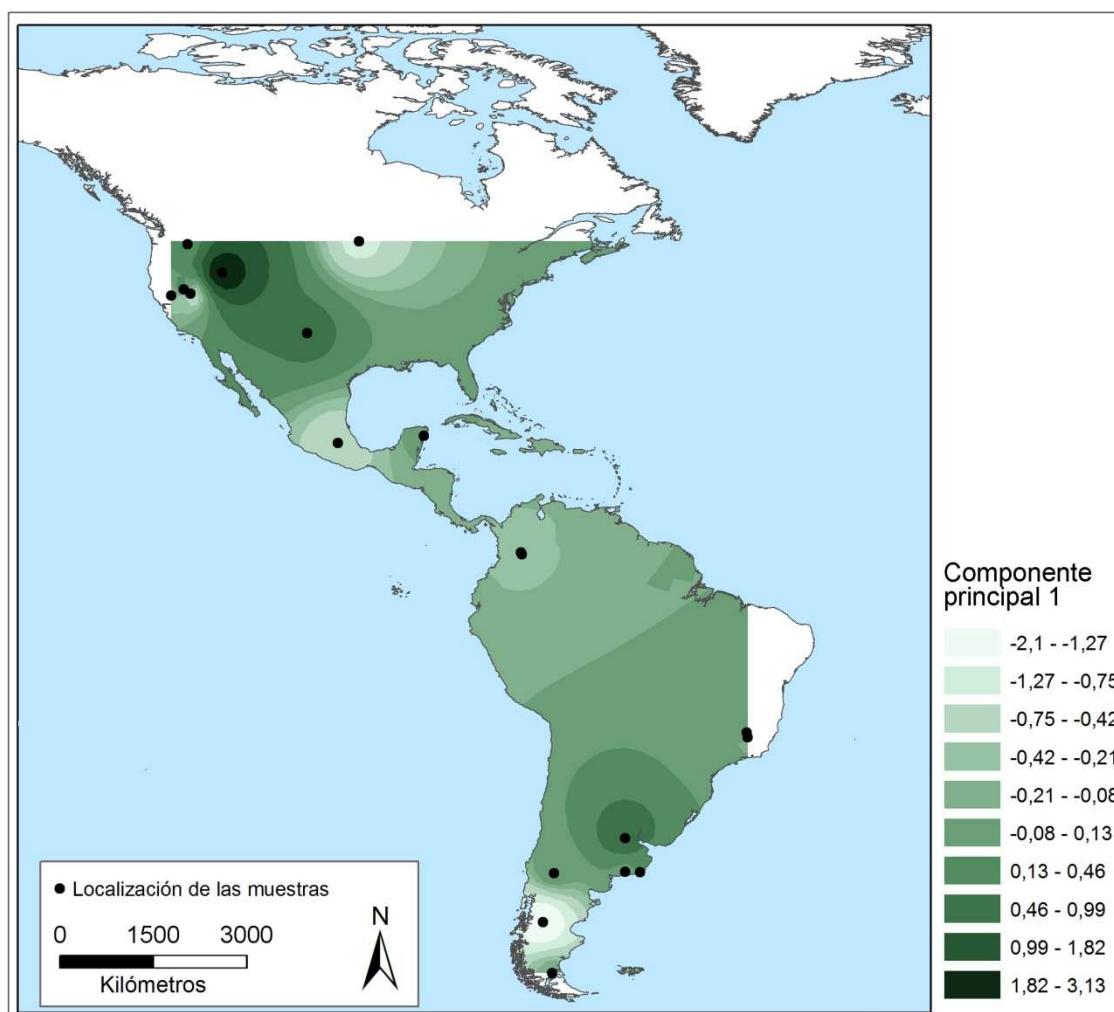 Componente
principal 1
-2,1 - -1,27
-1,27 - -0,75
-0,75 - -0,42
-0,42 - -0,21
-0,21 - -0,08
-0,08 - 0,13
0,13 - 0,46
0,46 - 0,99
0,99 - 1,82
1,82 - 3,13
Localización de las muestras
0 1500 3000
Kilómetros
N